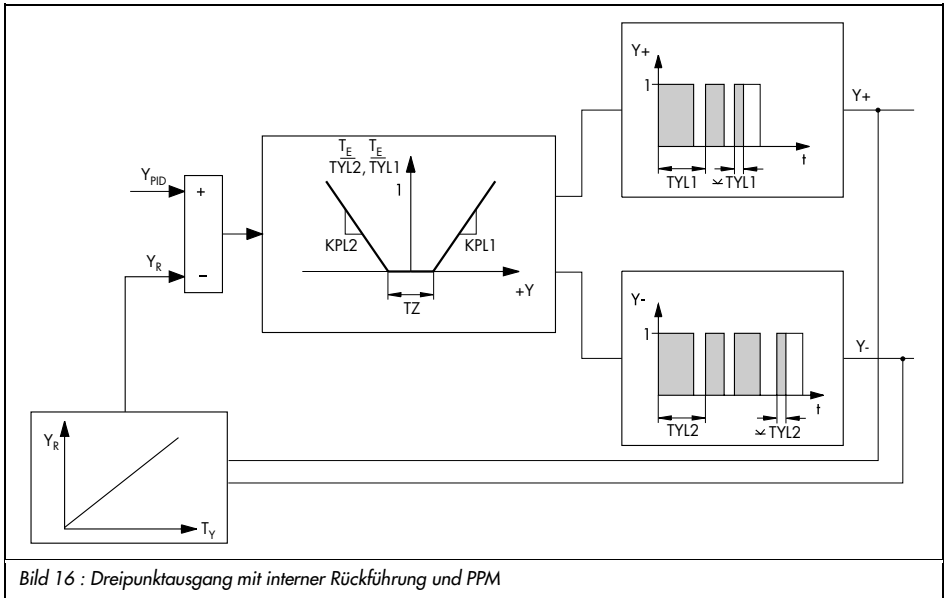 Y+
1
t
TYL1
K TYL1
Y+
T_E T_E
TYL2, TYL1
1
KPL2
KPL1
TZ
+Y
Y_PID
+
Y_R
−
Y-
1
t
TYL2
K TYL2
Y-
Y_R
T_Y
Bild 16 : Dreipunktausgang mit interner Rückführung und PPM